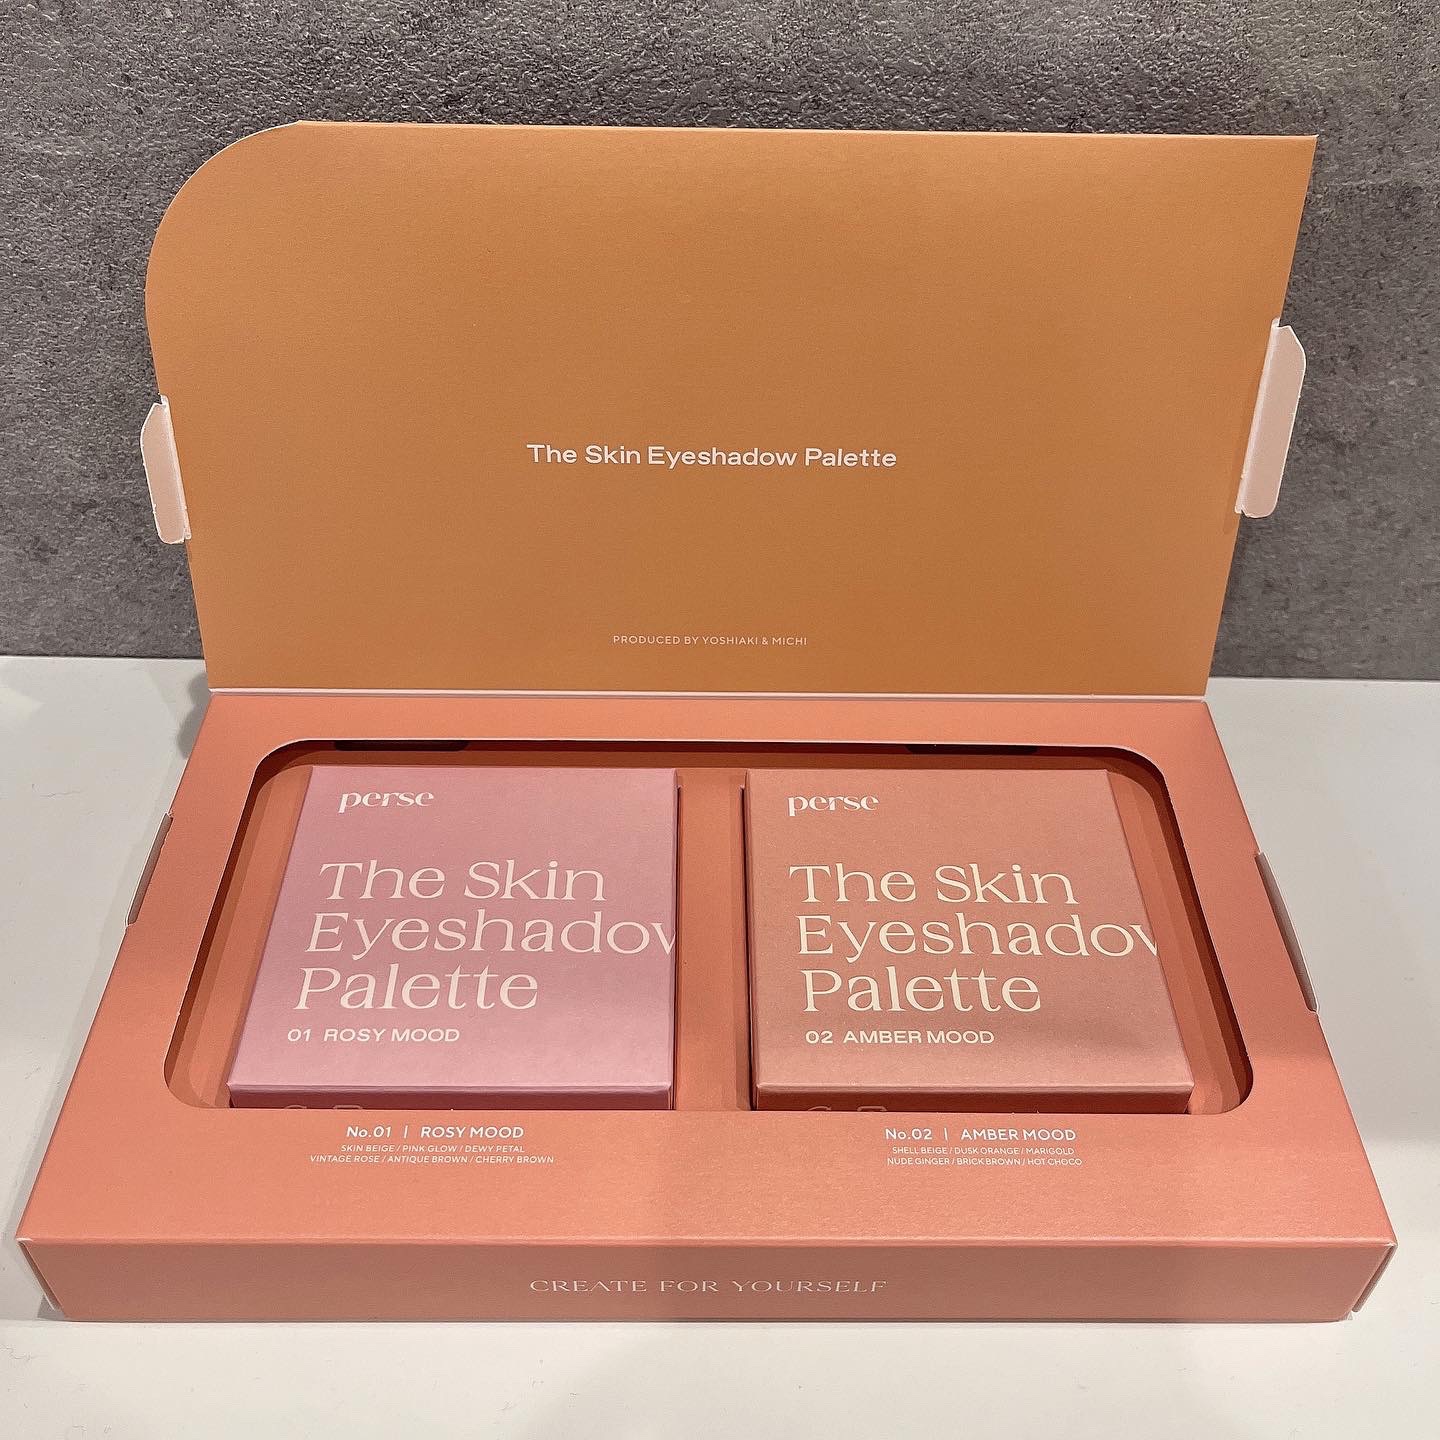 The Skin Eyeshadow Palette
PRODUCED BY YOSHIAKI & MICHI
perse
The Skin
Eyeshadow
Palette
01 ROSY MOOD
perse
The Skin
Eyeshadow
Palette
02 AMBER MOOD
No.01 | ROSY MOOD
SKIN BEIGE / PINK GLOW / DEWY PETAL
VINTAGE ROSE / ANTIQUE BROWN / CHERRY BROWN
No.02 | AMBER MOOD
SHELL BEIGE / DUSK ORANGE / MARIGOLD
NUDE GINGER / BRICK BROWN / HOT CHOCO
CREATE FOR YOURSELF